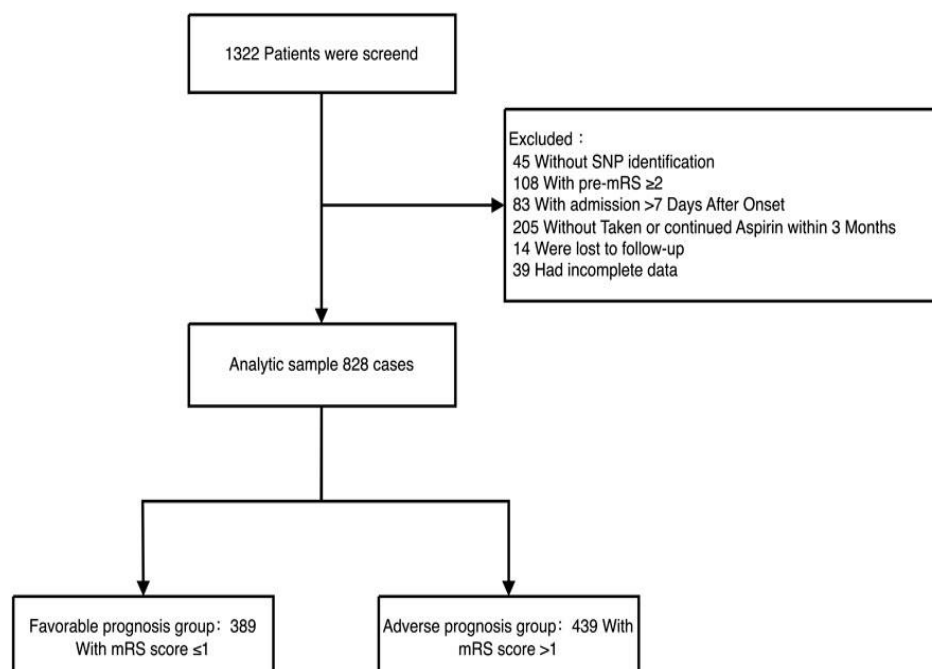 1322 Patients were screend
Excluded：
45 Without SNP identification
108 With pre-mRS ≥2
83 With admission >7 Days After Onset
205 Without Taken or continued Aspirin within 3 Months
14 Were lost to follow-up
39 Had incomplete data
Analytic sample 828 cases
Favorable prognosis group：389
With mRS score ≤1
Adverse prognosis group：439 With
mRS score >1